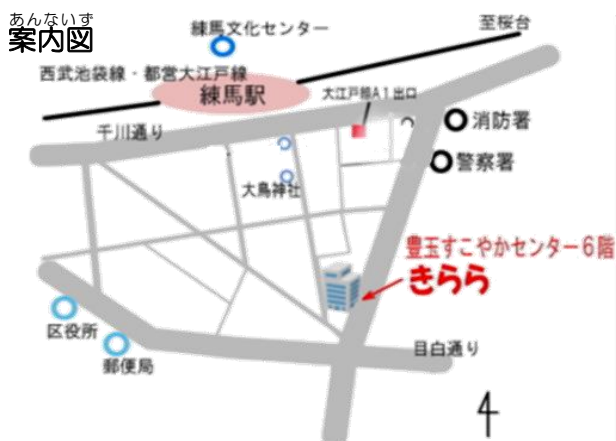 あんないず
案内図
練馬文化センター
至桜台
西武池袋線・都営大江戸線
練馬駅
大江戸線A1出口
千川通り
消防署
警察署
大鳥神社
豊玉すこやかセンター6階
きらら
区役所
郵便局
目白通り